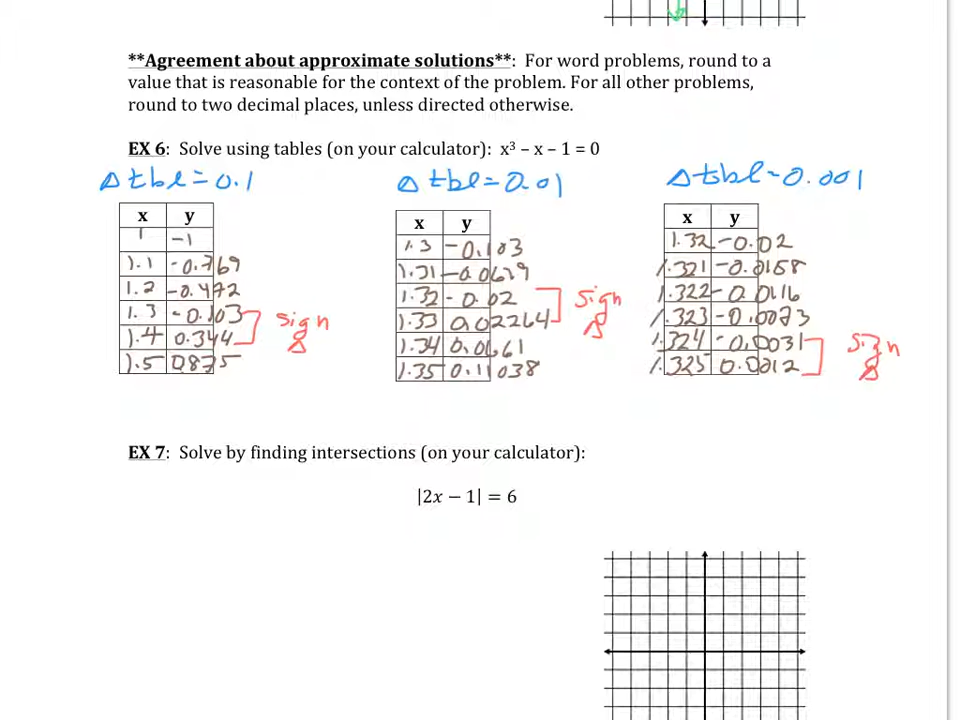 **Agreement about approximate solutions**: For word problems, round to a
value that is reasonable for the context of the problem. For all other problems,
round to two decimal places, unless directed otherwise.
EX 6: Solve using tables (on your calculator): x³ – x – 1 = 0
Δ tbl = 0.1
x y
1 -1
1.1 -0.769
1.2 -0.472
1.3 -0.103
1.4 0.344
1.5 0.875
sign
Δ
Δ tbl = 0.01
x y
1.3 -0.103
1.31 -0.0619
1.32 -0.02
1.33 0.02264
1.34 0.0661
1.35 0.11038
sign
Δ
Δ tbl = 0.001
x y
1.32 -0.02
1.321 -0.0158
1.322 -0.0116
1.323 -0.0073
1.324 -0.0031
1.325 0.0012
sign
Δ
EX 7: Solve by finding intersections (on your calculator):
|2x − 1| = 6